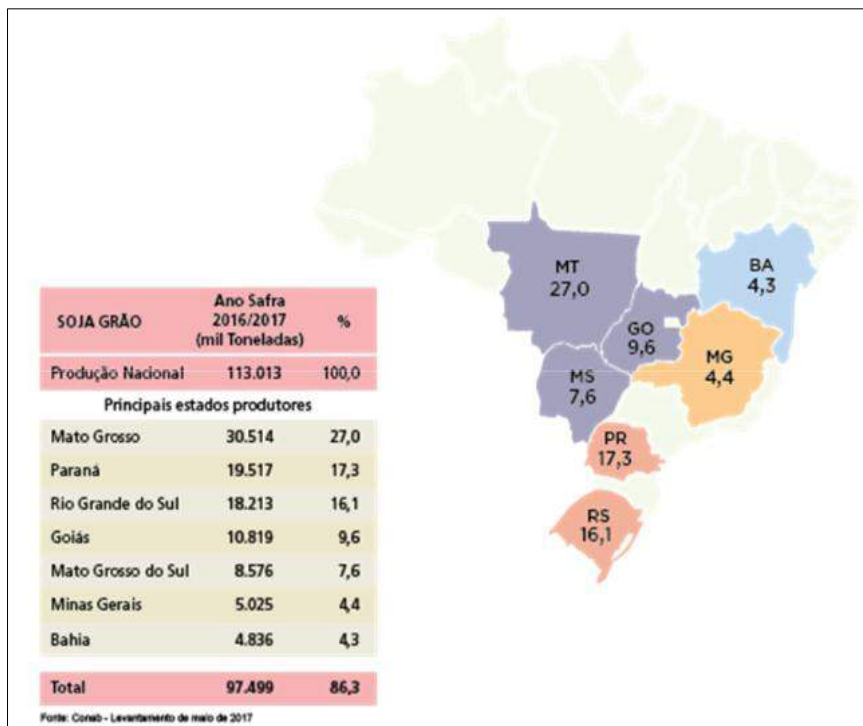 SOJA GRÃO Ano Safra 2016/2017 (mil Toneladas) %
Produção Nacional 113.013 100,0
Principais estados produtores
Mato Grosso 30.514 27,0
Paraná 19.517 17,3
Rio Grande do Sul 18.213 16,1
Goiás 10.819 9,6
Mato Grosso do Sul 8.576 7,6
Minas Gerais 5.025 4,4
Bahia 4.836 4,3
Total 97.499 86,3
Fonte: Conab - Levantamento de maio de 2017
MT
27,0
BA
4,3
GO
9,6
MG
4,4
MS
7,6
PR
17,3
RS
16,1